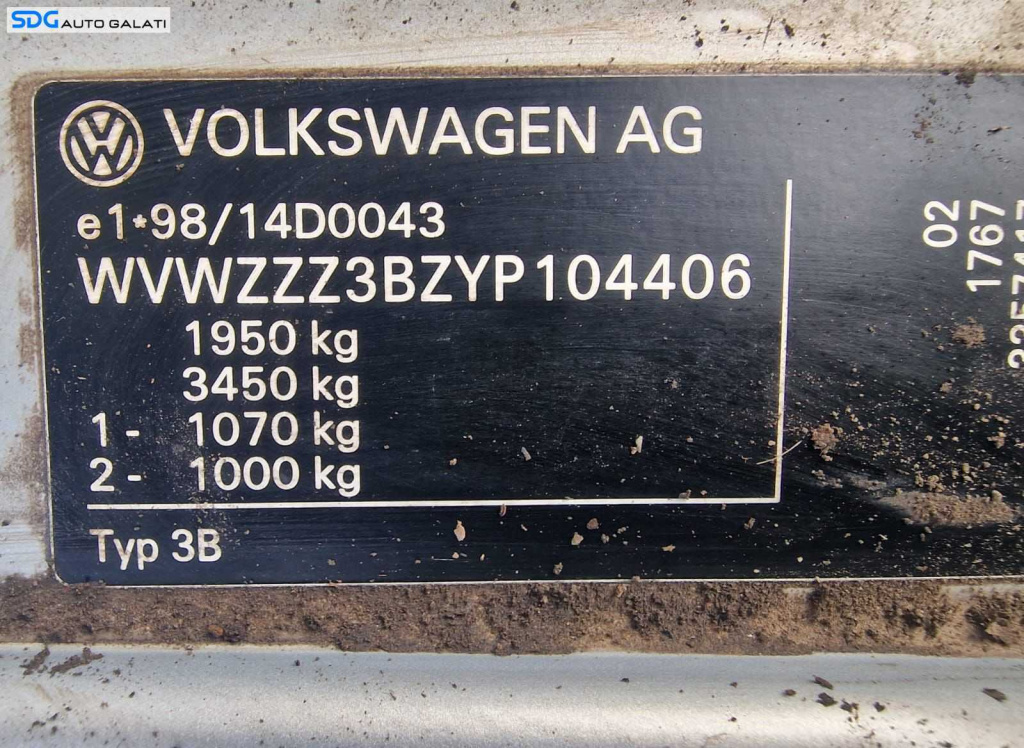 SDG AUTO GALATI
VOLKSWAGEN AG
e1*98/14D0043
WVWZZZ3BZYP104406
1950 kg
3450 kg
1- 1070 kg
2- 1000 kg
Typ 3B
02
1767